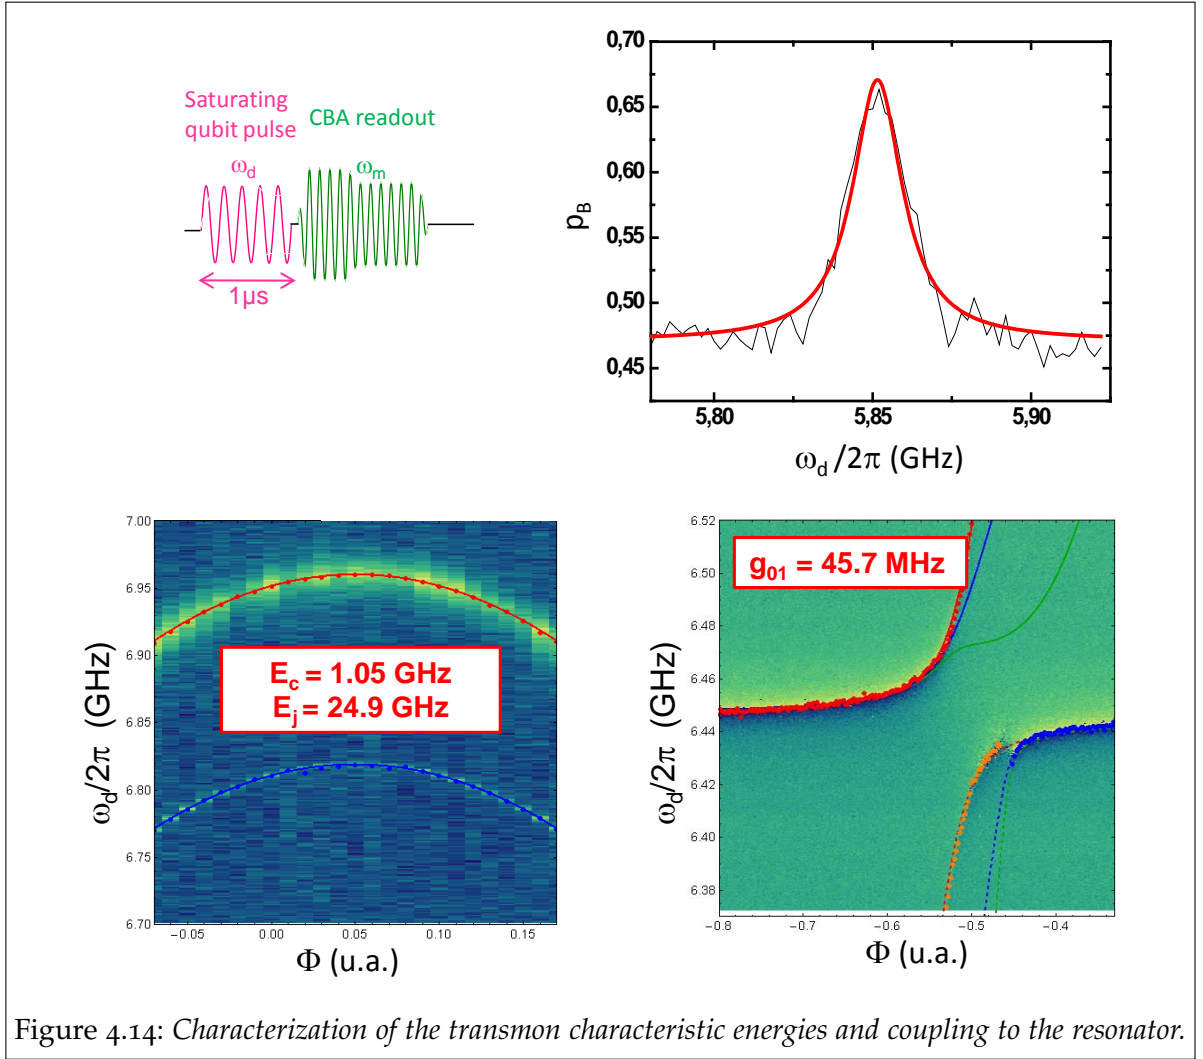 Saturating
qubit pulse
CBA readout
ω_d
ω_m
1μs
0,70
0,65
0,60
0,55
0,50
0,45
p_B
5,80
5,85
5,90
ω_d /2π (GHz)
7.00
6.95
6.90
6.85
6.80
6.75
6.70
ω_d/2π (GHz)
E_c = 1.05 GHz
E_j = 24.9 GHz
−0.05
0.00
0.05
0.10
0.15
Φ (u.a.)
6.52
6.50
6.48
6.46
6.44
6.42
6.40
6.38
ω_d/2π (GHz)
g_01 = 45.7 MHz
−0.8
−0.7
−0.6
−0.5
−0.4
Φ (u.a.)
Figure 4.14: Characterization of the transmon characteristic energies and coupling to the resonator.